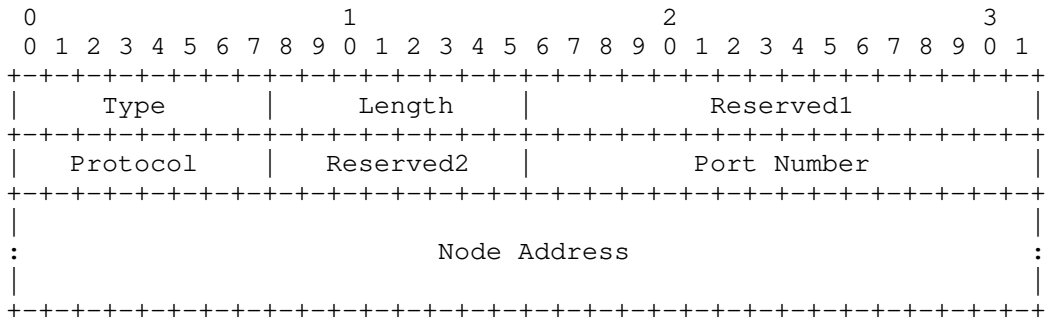 0                   1                   2                   3
0 1 2 3 4 5 6 7 8 9 0 1 2 3 4 5 6 7 8 9 0 1 2 3 4 5 6 7 8 9 0 1
+-+-+-+-+-+-+-+-+-+-+-+-+-+-+-+-+-+-+-+-+-+-+-+-+-+-+-+-+-+-+-+-+
|     Type      |     Length    |           Reserved1           |
+-+-+-+-+-+-+-+-+-+-+-+-+-+-+-+-+-+-+-+-+-+-+-+-+-+-+-+-+-+-+-+-+
|   Protocol    |   Reserved2   |          Port Number          |
+-+-+-+-+-+-+-+-+-+-+-+-+-+-+-+-+-+-+-+-+-+-+-+-+-+-+-+-+-+-+-+-+
|                                                               |
:                          Node Address                         :
|                                                               |
+-+-+-+-+-+-+-+-+-+-+-+-+-+-+-+-+-+-+-+-+-+-+-+-+-+-+-+-+-+-+-+-+